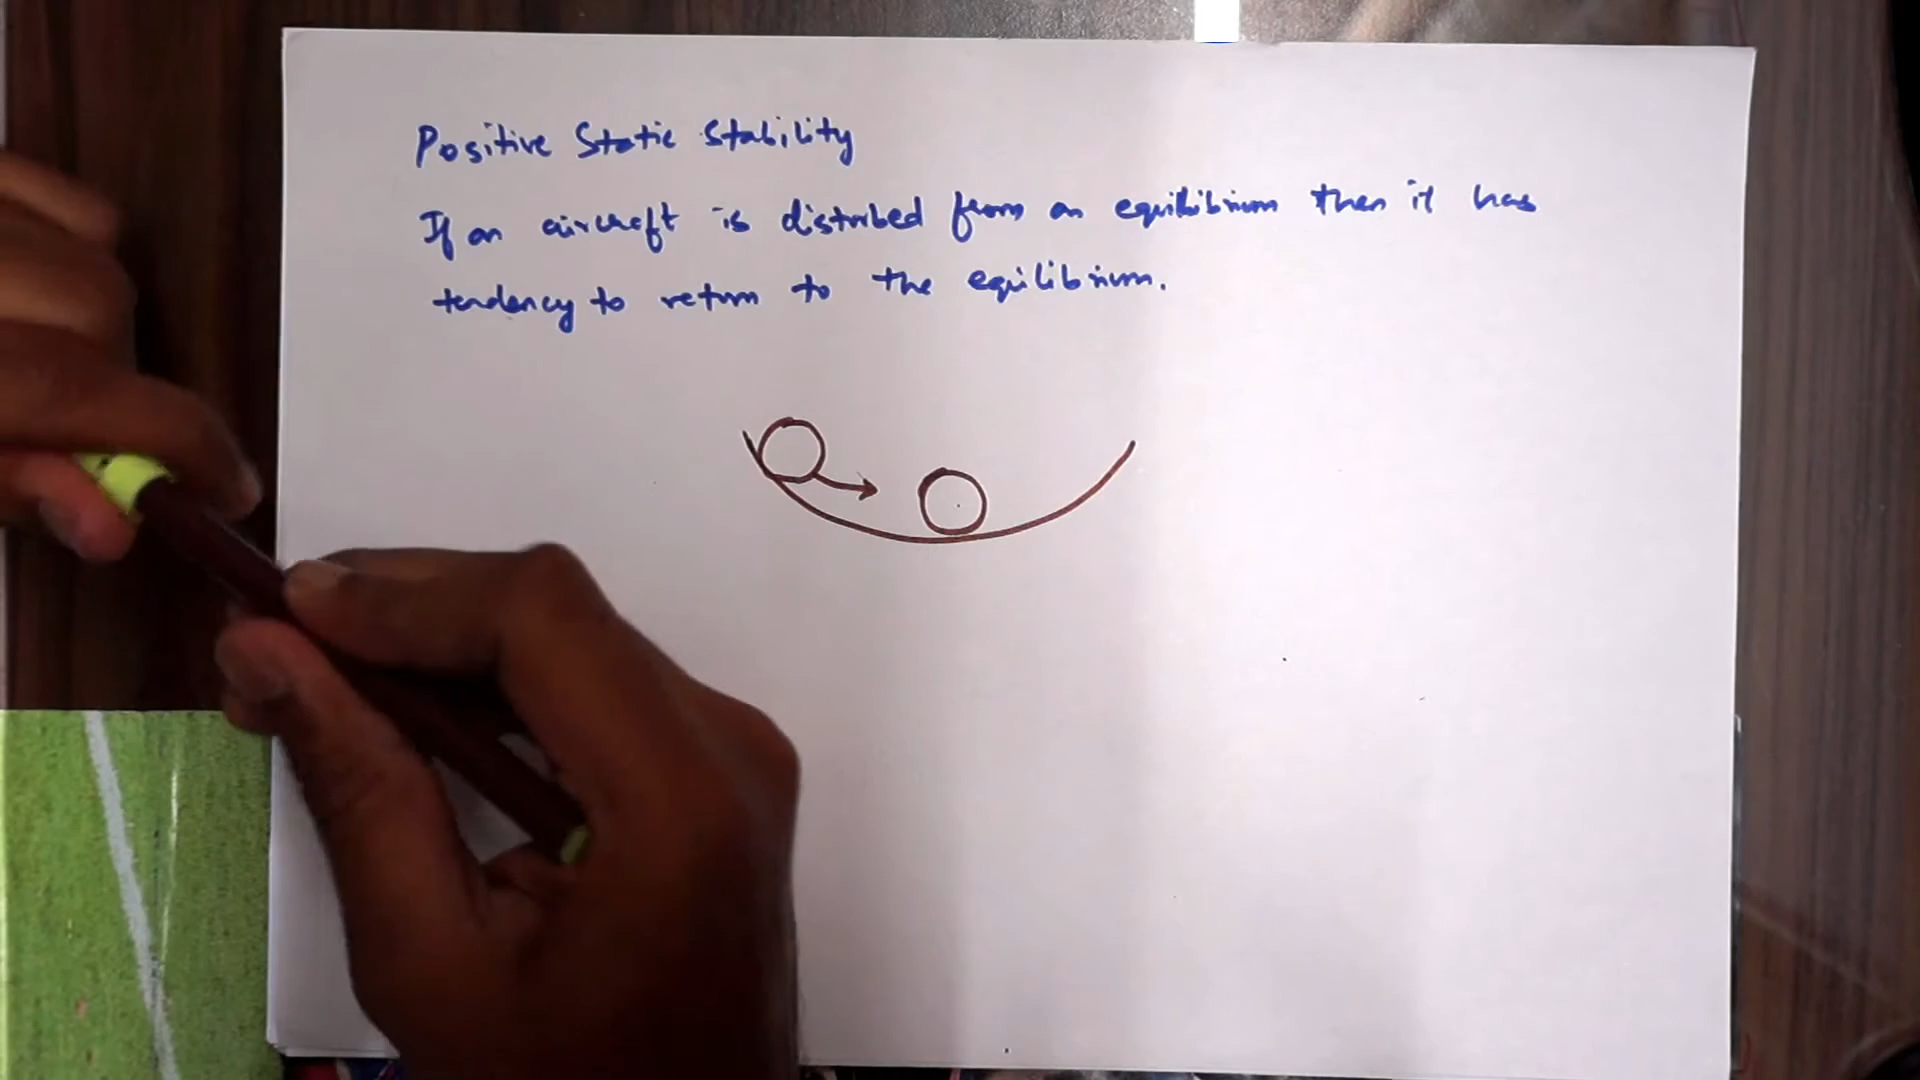 Positive Static Stability
If an aircraft is distrubed from an equilibrium then it has
tendency to return to the equilibrium.